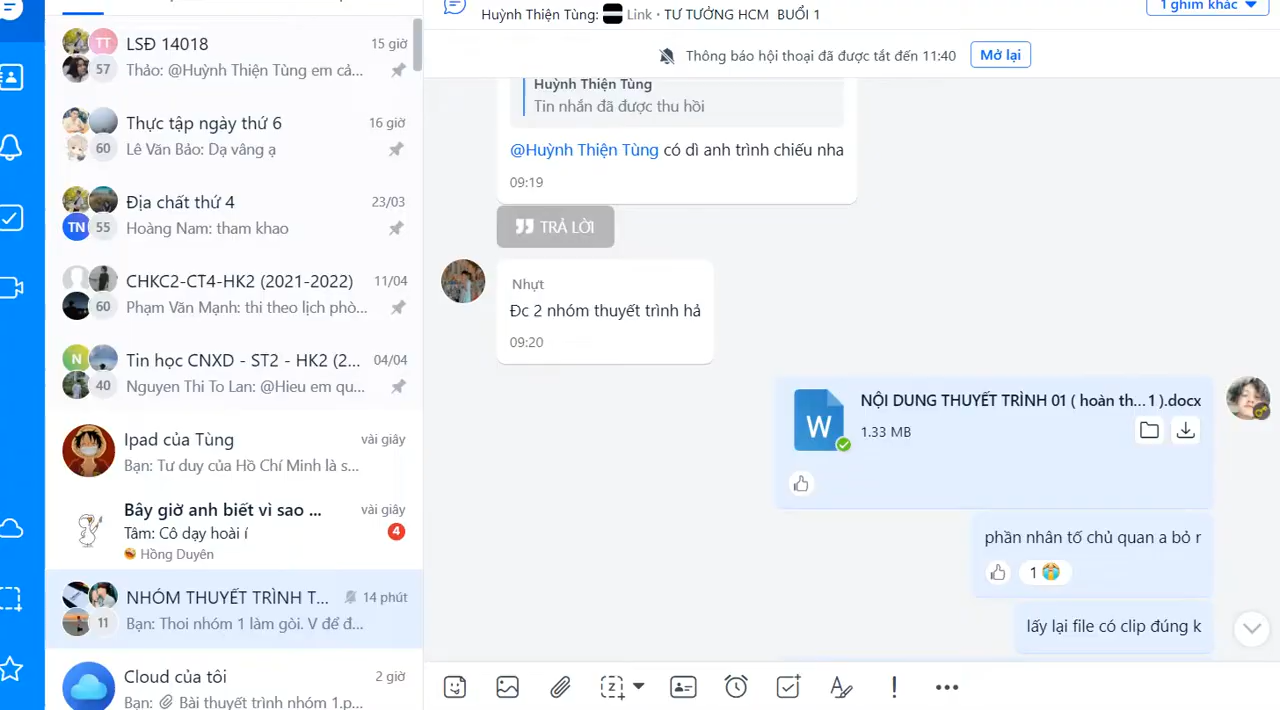 LSĐ 14018
15 giờ
TT
57
Thảo: @Huỳnh Thiện Tùng em cả...
Thực tập ngày thứ 6
16 giờ
60
Lê Văn Bảo: Dạ vâng ạ
Địa chất thứ 4
23/03
TN
55
Hoàng Nam: tham khao
CHKC2-CT4-HK2 (2021-2022)
11/04
60
Phạm Văn Mạnh: thi theo lịch phò...
N
Tin học CNXD - ST2 - HK2 (2...
04/04
40
Nguyen Thi To Lan: @Hieu em qu...
Ipad của Tùng
vài giây
Bạn: Tư duy của Hồ Chí Minh là s...
Bây giờ anh biết vì sao ...
vài giây
Tâm: Cô dạy hoài í
4
Hồng Duyên
NHÓM THUYẾT TRÌNH T...
14 phút
11
Bạn: Thoi nhóm 1 làm gòi. V để đ...
Cloud của tôi
2 giờ
Bạn: Bài thuyết trình nhóm 1.p...
Huỳnh Thiện Tùng: Link · TƯ TƯỞNG HCM BUỔI 1
1 ghim khác
Thông báo hội thoại đã được tắt đến 11:40
Mở lại
Huỳnh Thiện Tùng
Tin nhắn đã được thu hồi
@Huỳnh Thiện Tùng có dì anh trình chiếu nha
09:19
TRẢ LỜI
Nhựt
Đc 2 nhóm thuyết trình hả
09:20
W
NỘI DUNG THUYẾT TRÌNH 01 ( hoàn th...1 ).docx
1.33 MB
phần nhân tố chủ quan a bỏ r
1
lấy lại file có clip đúng k